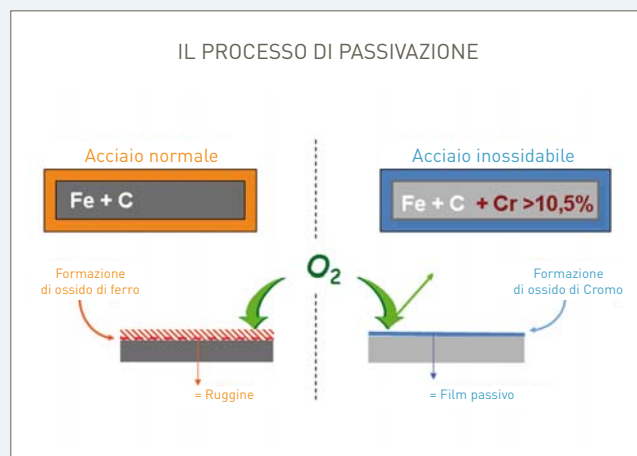 IL PROCESSO DI PASSIVAZIONE
Acciaio normale
Fe + C
Acciaio inossidabile
Fe + C + Cr >10,5%
O2
Formazione
di ossido di ferro
= Ruggine
Formazione
di ossido di Cromo
= Film passivo